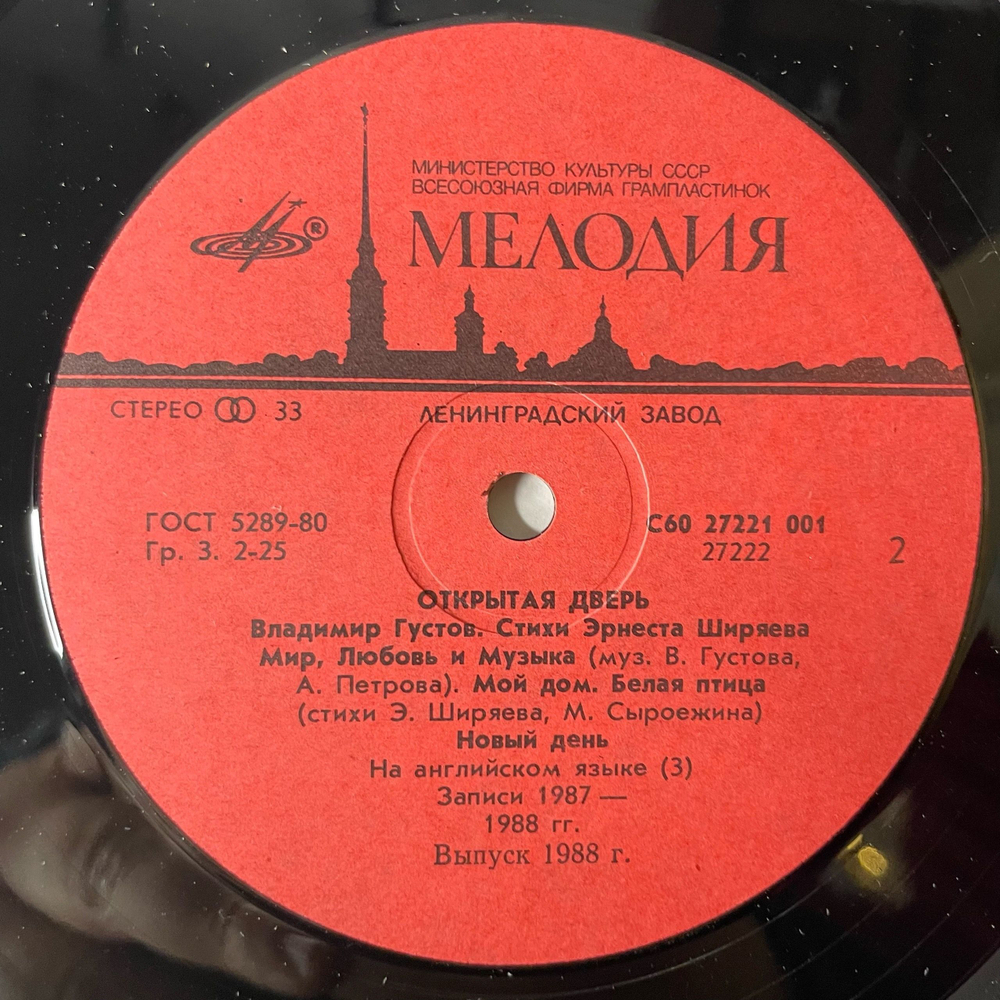 МИНИСТЕРСТВО КУЛЬТУРЫ СССР
ВСЕСОЮЗНАЯ ФИРМА ГРАМПЛАСТИНОК
®
МЕЛОДИЯ
СТЕРЕО 33
ЛЕНИНГРАДСКИЙ ЗАВОД
ГОСТ 5289-80
Гр. 3. 2-25
С60 27221 001
27222
2
ОТКРЫТАЯ ДВЕРЬ
Владимир Густов. Стихи Эрнеста Ширяева
Мир, Любовь и Музыка (муз. В. Густова,
А. Петрова). Мой дом. Белая птица
(стихи Э. Ширяева, М. Сыроежина)
Новый день
На английском языке (3)
Записи 1987 —
1988 гг.
Выпуск 1988 г.